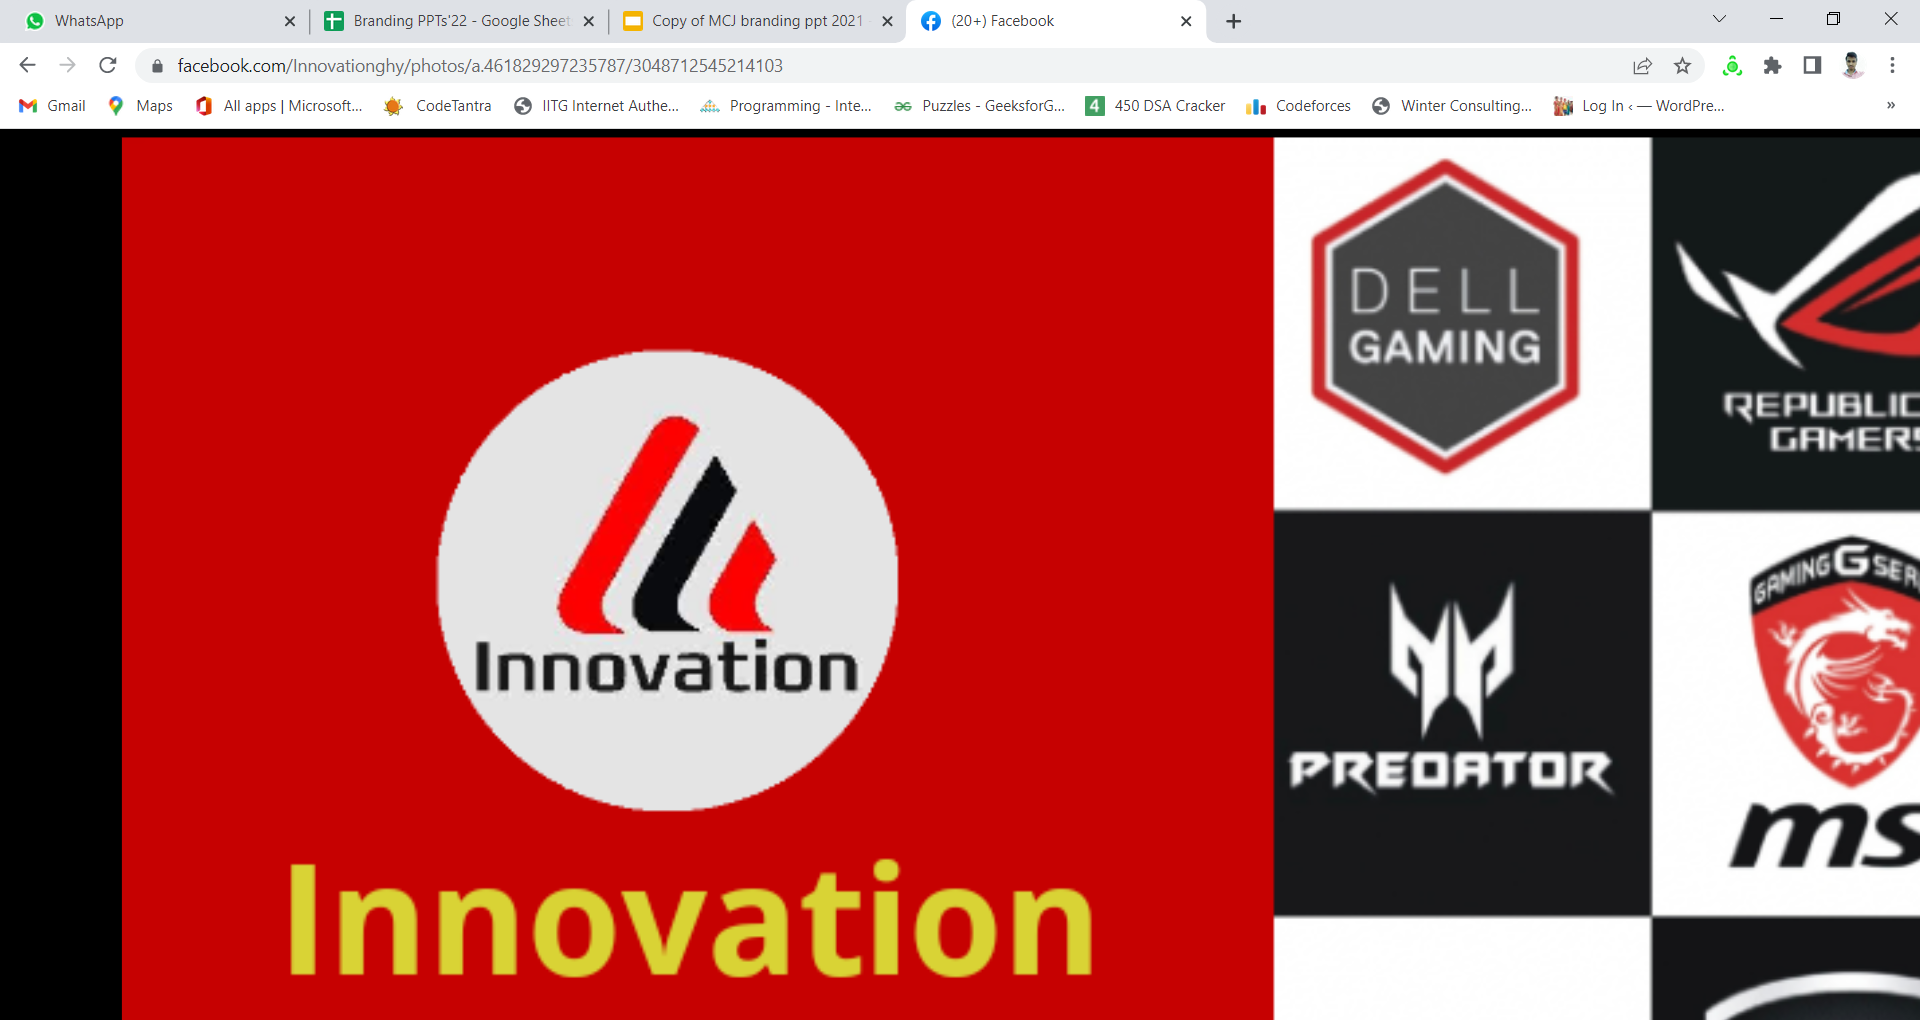 WhatsApp
Branding PPTs'22 - Google Sheet
Copy of MCJ branding ppt 2021 -
(20+) Facebook
facebook.com/Innovationghy/photos/a.461829297235787/3048712545214103
Gmail
Maps
All apps | Microsoft...
CodeTantra
IITG Internet Authe...
Programming - Inte...
Puzzles - GeeksforG...
4
450 DSA Cracker
Codeforces
Winter Consulting...
Log In ‹ — WordPre...
»
DELL
GAMING
REPUBLIC
GAMERS
Innovation
GAMING G SER
PREDATOR
ms
Innovation